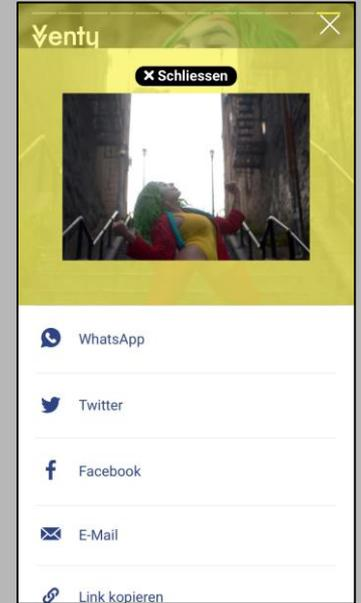 Venty
✕ Schliessen
WhatsApp
Twitter
Facebook
E-Mail
Link kopieren